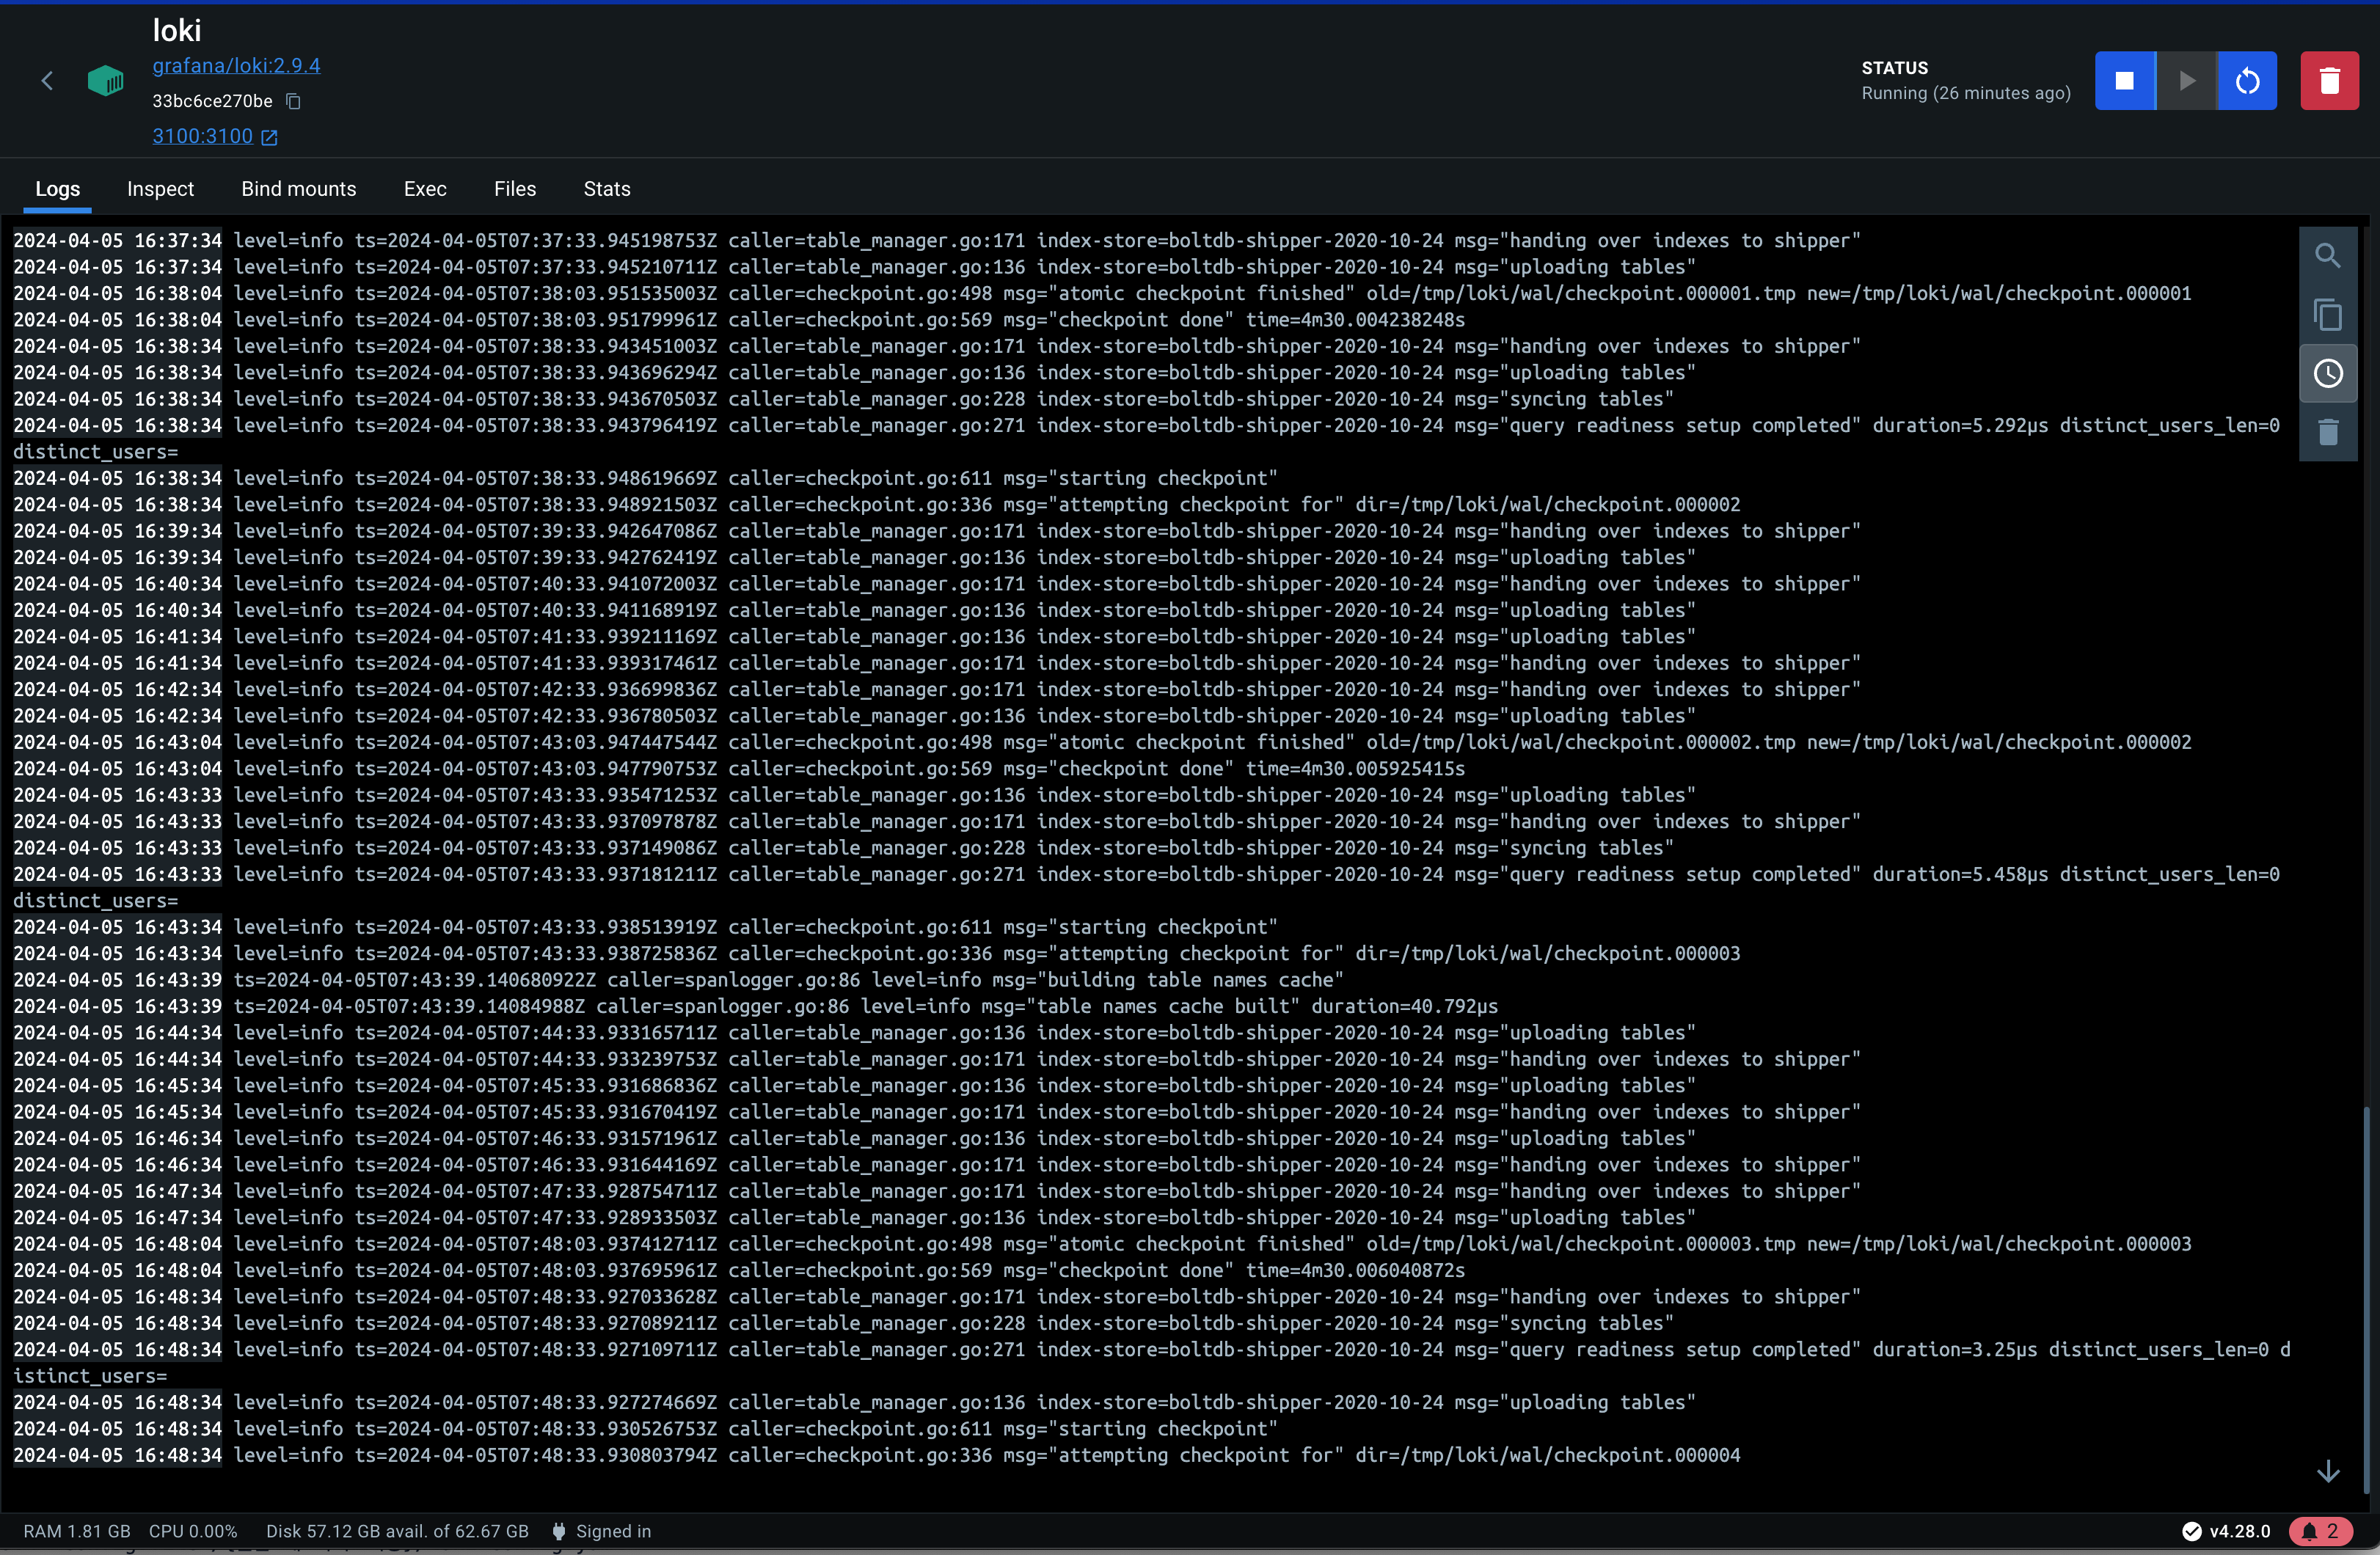 loki
grafana/loki:2.9.4
33bc6ce270be
3100:3100
STATUS
Running (26 minutes ago)
Logs Inspect Bind mounts Exec Files Stats
2024-04-05 16:37:34 level=info ts=2024-04-05T07:37:33.945198753Z caller=table_manager.go:171 index-store=boltdb-shipper-2020-10-24 msg="handing over indexes to shipper"
2024-04-05 16:37:34 level=info ts=2024-04-05T07:37:33.945210711Z caller=table_manager.go:136 index-store=boltdb-shipper-2020-10-24 msg="uploading tables"
2024-04-05 16:38:04 level=info ts=2024-04-05T07:38:03.951535003Z caller=checkpoint.go:498 msg="atomic checkpoint finished" old=/tmp/loki/wal/checkpoint.000001.tmp new=/tmp/loki/wal/checkpoint.000001
2024-04-05 16:38:04 level=info ts=2024-04-05T07:38:03.951799961Z caller=checkpoint.go:569 msg="checkpoint done" time=4m30.004238248s
2024-04-05 16:38:34 level=info ts=2024-04-05T07:38:33.943451003Z caller=table_manager.go:171 index-store=boltdb-shipper-2020-10-24 msg="handing over indexes to shipper"
2024-04-05 16:38:34 level=info ts=2024-04-05T07:38:33.943696294Z caller=table_manager.go:136 index-store=boltdb-shipper-2020-10-24 msg="uploading tables"
2024-04-05 16:38:34 level=info ts=2024-04-05T07:38:33.943670503Z caller=table_manager.go:228 index-store=boltdb-shipper-2020-10-24 msg="syncing tables"
2024-04-05 16:38:34 level=info ts=2024-04-05T07:38:33.943796419Z caller=table_manager.go:271 index-store=boltdb-shipper-2020-10-24 msg="query readiness setup completed" duration=5.292µs distinct_users_len=0
distinct_users=
2024-04-05 16:38:34 level=info ts=2024-04-05T07:38:33.948619669Z caller=checkpoint.go:611 msg="starting checkpoint"
2024-04-05 16:38:34 level=info ts=2024-04-05T07:38:33.948921503Z caller=checkpoint.go:336 msg="attempting checkpoint for" dir=/tmp/loki/wal/checkpoint.000002
2024-04-05 16:39:34 level=info ts=2024-04-05T07:39:33.942647086Z caller=table_manager.go:171 index-store=boltdb-shipper-2020-10-24 msg="handing over indexes to shipper"
2024-04-05 16:39:34 level=info ts=2024-04-05T07:39:33.942762419Z caller=table_manager.go:136 index-store=boltdb-shipper-2020-10-24 msg="uploading tables"
2024-04-05 16:40:34 level=info ts=2024-04-05T07:40:33.941072003Z caller=table_manager.go:171 index-store=boltdb-shipper-2020-10-24 msg="handing over indexes to shipper"
2024-04-05 16:40:34 level=info ts=2024-04-05T07:40:33.941168919Z caller=table_manager.go:136 index-store=boltdb-shipper-2020-10-24 msg="uploading tables"
2024-04-05 16:41:34 level=info ts=2024-04-05T07:41:33.939211169Z caller=table_manager.go:136 index-store=boltdb-shipper-2020-10-24 msg="uploading tables"
2024-04-05 16:41:34 level=info ts=2024-04-05T07:41:33.939317461Z caller=table_manager.go:171 index-store=boltdb-shipper-2020-10-24 msg="handing over indexes to shipper"
2024-04-05 16:42:34 level=info ts=2024-04-05T07:42:33.936699836Z caller=table_manager.go:171 index-store=boltdb-shipper-2020-10-24 msg="handing over indexes to shipper"
2024-04-05 16:42:34 level=info ts=2024-04-05T07:42:33.936780503Z caller=table_manager.go:136 index-store=boltdb-shipper-2020-10-24 msg="uploading tables"
2024-04-05 16:43:04 level=info ts=2024-04-05T07:43:03.947447544Z caller=checkpoint.go:498 msg="atomic checkpoint finished" old=/tmp/loki/wal/checkpoint.000002.tmp new=/tmp/loki/wal/checkpoint.000002
2024-04-05 16:43:04 level=info ts=2024-04-05T07:43:03.947790753Z caller=checkpoint.go:569 msg="checkpoint done" time=4m30.005925415s
2024-04-05 16:43:33 level=info ts=2024-04-05T07:43:33.935471253Z caller=table_manager.go:136 index-store=boltdb-shipper-2020-10-24 msg="uploading tables"
2024-04-05 16:43:33 level=info ts=2024-04-05T07:43:33.937097878Z caller=table_manager.go:171 index-store=boltdb-shipper-2020-10-24 msg="handing over indexes to shipper"
2024-04-05 16:43:33 level=info ts=2024-04-05T07:43:33.937149086Z caller=table_manager.go:228 index-store=boltdb-shipper-2020-10-24 msg="syncing tables"
2024-04-05 16:43:33 level=info ts=2024-04-05T07:43:33.937181211Z caller=table_manager.go:271 index-store=boltdb-shipper-2020-10-24 msg="query readiness setup completed" duration=5.458µs distinct_users_len=0
distinct_users=
2024-04-05 16:43:34 level=info ts=2024-04-05T07:43:33.938513919Z caller=checkpoint.go:611 msg="starting checkpoint"
2024-04-05 16:43:34 level=info ts=2024-04-05T07:43:33.938725836Z caller=checkpoint.go:336 msg="attempting checkpoint for" dir=/tmp/loki/wal/checkpoint.000003
2024-04-05 16:43:39 ts=2024-04-05T07:43:39.140680922Z caller=spanlogger.go:86 level=info msg="building table names cache"
2024-04-05 16:43:39 ts=2024-04-05T07:43:39.14084988Z caller=spanlogger.go:86 level=info msg="table names cache built" duration=40.792µs
2024-04-05 16:44:34 level=info ts=2024-04-05T07:44:33.933165711Z caller=table_manager.go:136 index-store=boltdb-shipper-2020-10-24 msg="uploading tables"
2024-04-05 16:44:34 level=info ts=2024-04-05T07:44:33.933239753Z caller=table_manager.go:171 index-store=boltdb-shipper-2020-10-24 msg="handing over indexes to shipper"
2024-04-05 16:45:34 level=info ts=2024-04-05T07:45:33.931686836Z caller=table_manager.go:136 index-store=boltdb-shipper-2020-10-24 msg="uploading tables"
2024-04-05 16:45:34 level=info ts=2024-04-05T07:45:33.931670419Z caller=table_manager.go:171 index-store=boltdb-shipper-2020-10-24 msg="handing over indexes to shipper"
2024-04-05 16:46:34 level=info ts=2024-04-05T07:46:33.931571961Z caller=table_manager.go:136 index-store=boltdb-shipper-2020-10-24 msg="uploading tables"
2024-04-05 16:46:34 level=info ts=2024-04-05T07:46:33.931644169Z caller=table_manager.go:171 index-store=boltdb-shipper-2020-10-24 msg="handing over indexes to shipper"
2024-04-05 16:47:34 level=info ts=2024-04-05T07:47:33.928754711Z caller=table_manager.go:171 index-store=boltdb-shipper-2020-10-24 msg="handing over indexes to shipper"
2024-04-05 16:47:34 level=info ts=2024-04-05T07:47:33.928933503Z caller=table_manager.go:136 index-store=boltdb-shipper-2020-10-24 msg="uploading tables"
2024-04-05 16:48:04 level=info ts=2024-04-05T07:48:03.937412711Z caller=checkpoint.go:498 msg="atomic checkpoint finished" old=/tmp/loki/wal/checkpoint.000003.tmp new=/tmp/loki/wal/checkpoint.000003
2024-04-05 16:48:04 level=info ts=2024-04-05T07:48:03.937695961Z caller=checkpoint.go:569 msg="checkpoint done" time=4m30.006040872s
2024-04-05 16:48:34 level=info ts=2024-04-05T07:48:33.927033628Z caller=table_manager.go:171 index-store=boltdb-shipper-2020-10-24 msg="handing over indexes to shipper"
2024-04-05 16:48:34 level=info ts=2024-04-05T07:48:33.927089211Z caller=table_manager.go:228 index-store=boltdb-shipper-2020-10-24 msg="syncing tables"
2024-04-05 16:48:34 level=info ts=2024-04-05T07:48:33.927109711Z caller=table_manager.go:271 index-store=boltdb-shipper-2020-10-24 msg="query readiness setup completed" duration=3.25µs distinct_users_len=0 d
istinct_users=
2024-04-05 16:48:34 level=info ts=2024-04-05T07:48:33.927274669Z caller=table_manager.go:136 index-store=boltdb-shipper-2020-10-24 msg="uploading tables"
2024-04-05 16:48:34 level=info ts=2024-04-05T07:48:33.930526753Z caller=checkpoint.go:611 msg="starting checkpoint"
2024-04-05 16:48:34 level=info ts=2024-04-05T07:48:33.930803794Z caller=checkpoint.go:336 msg="attempting checkpoint for" dir=/tmp/loki/wal/checkpoint.000004
RAM 1.81 GB CPU 0.00% Disk 57.12 GB avail. of 62.67 GB Signed in v4.28.0 2